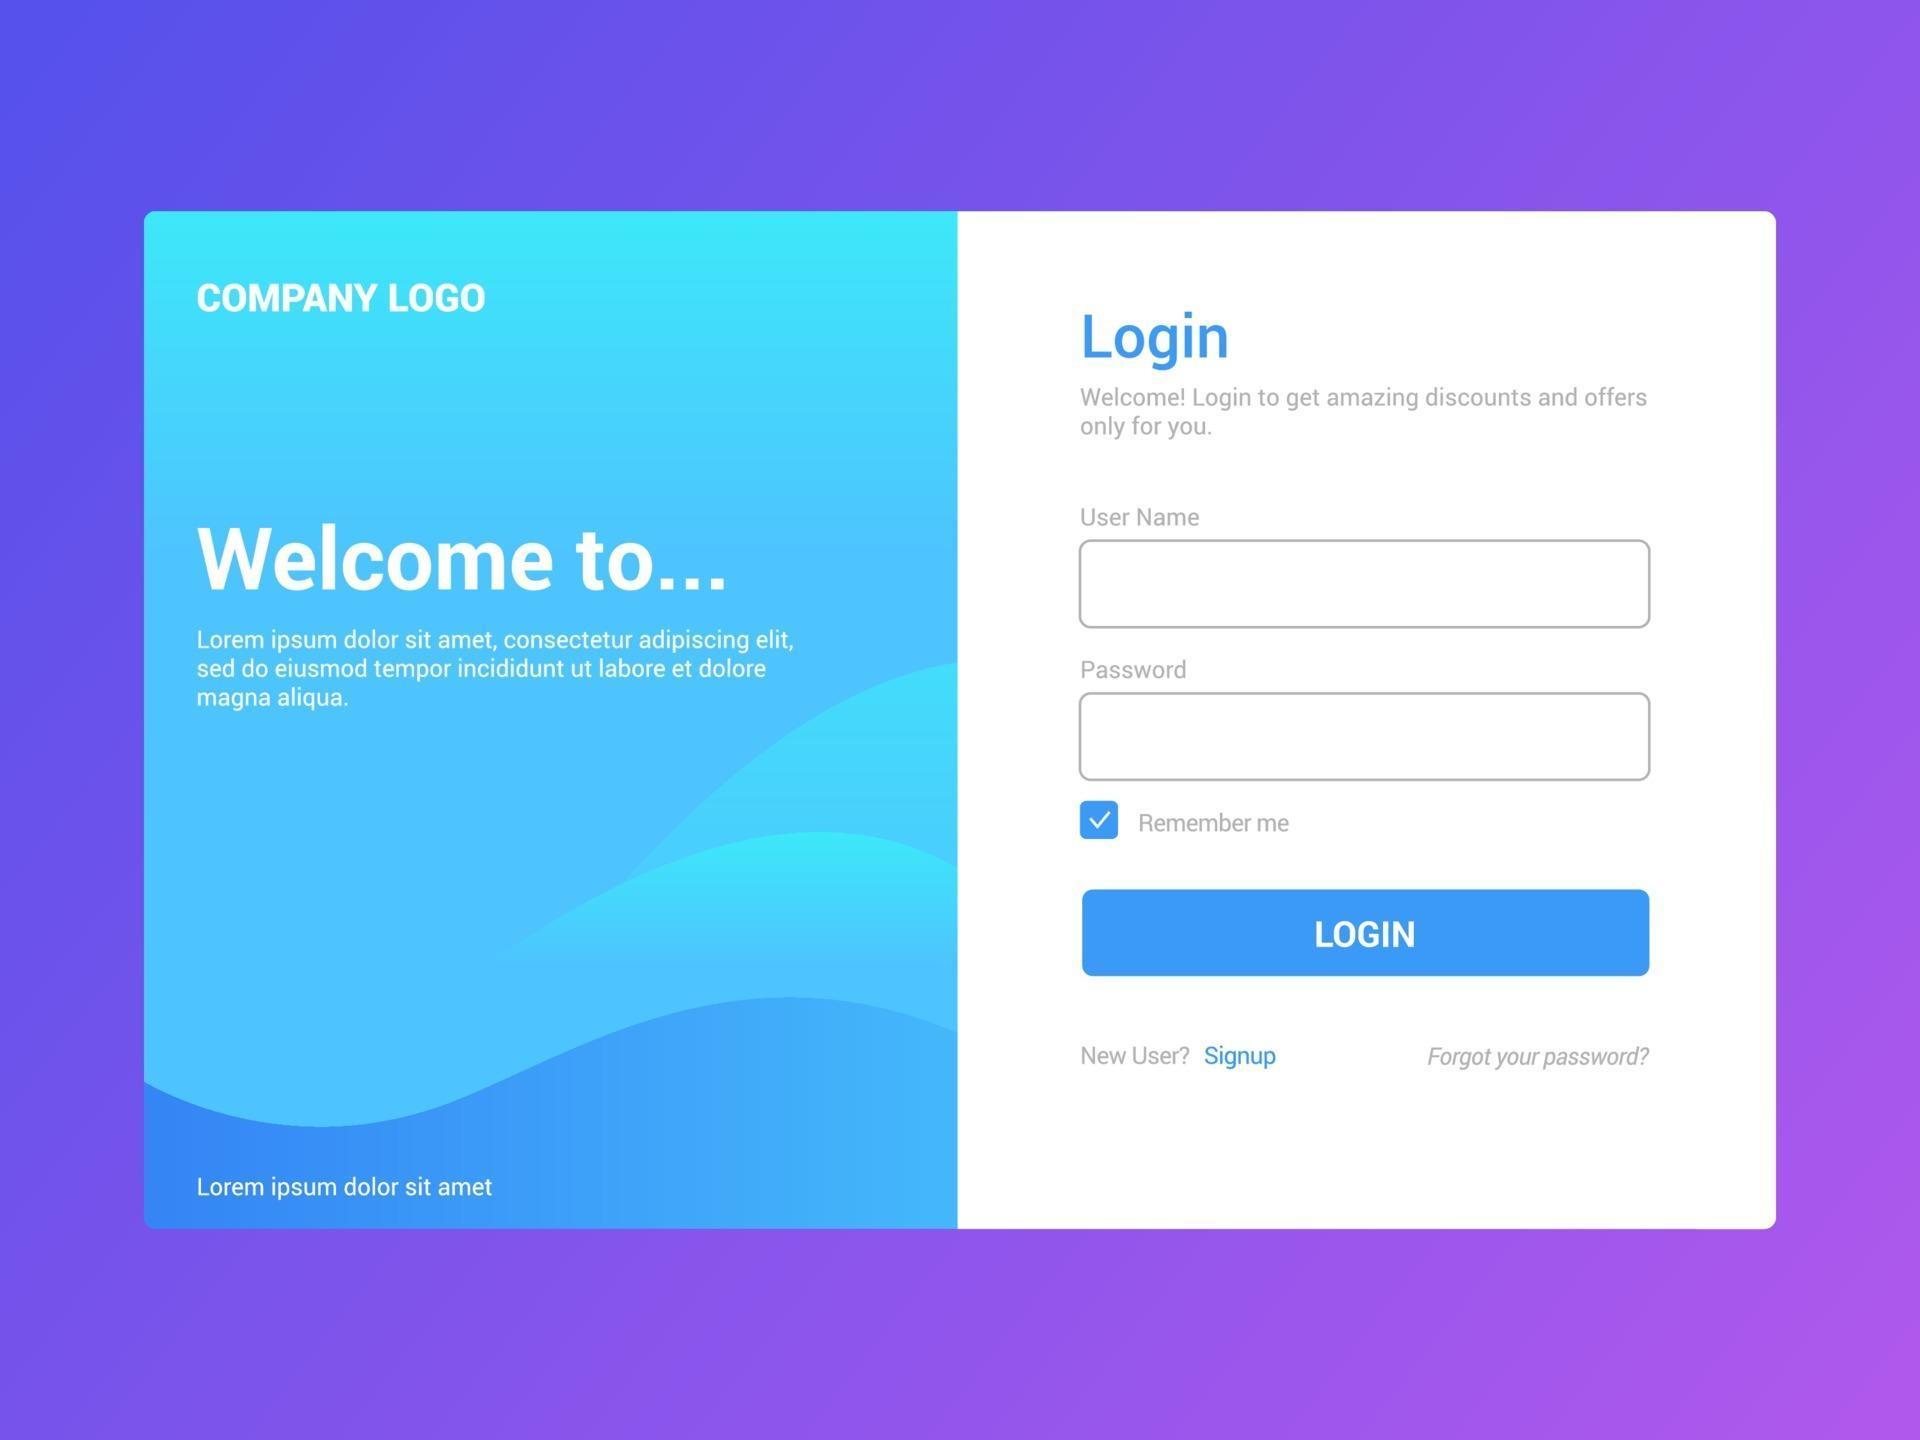 COMPANY LOGO
Welcome to...
Lorem ipsum dolor sit amet, consectetur adipiscing elit,
sed do eiusmod tempor incididunt ut labore et dolore
magna aliqua.
Lorem ipsum dolor sit amet
Login
Welcome! Login to get amazing discounts and offers
only for you.
User Name
Password
Remember me
LOGIN
New User? Signup
Forgot your password?